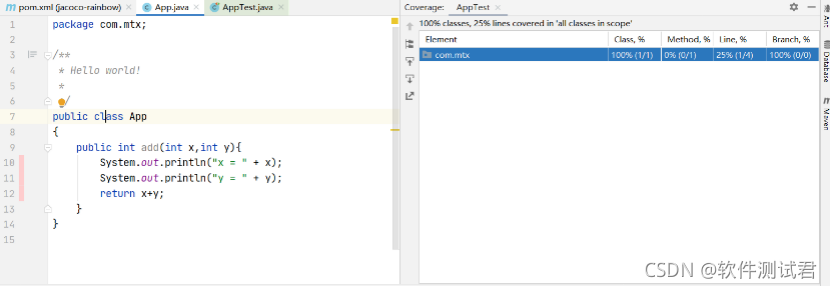 pom.xml (jacoco-rainbow) App.java AppTest.java
1 package com.mtx;
2
3 /**
4 * Hello world!
5 *
6 */
7 public class App
8 {
9 public int add(int x,int y){
10 System.out.println("x = " + x);
11 System.out.println("y = " + y);
12 return x+y;
13 }
14 }
15
Coverage: AppTest
100% classes, 25% lines covered in 'all classes in scope'
Element Class, % Method, % Line, % Branch, %
com.mtx 100% (1/1) 0% (0/1) 25% (1/4) 100% (0/0)
Ant
Database
Maven
CSDN @软件测试君